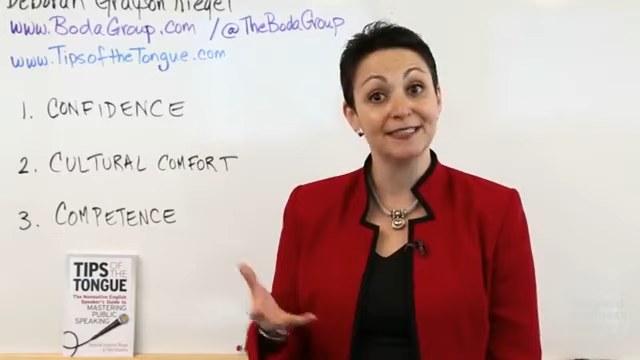 Deborah Grayson Riegel
www.BodaGroup.com /@TheBodaGroup
www.TipsoftheTongue.com
1. CONFIDENCE
2. CULTURAL COMFORT
3. COMPETENCE
TIPS
OF THE
TONGUE
The Nonnative English
Speaker's Guide to
MASTERING
PUBLIC
SPEAKING